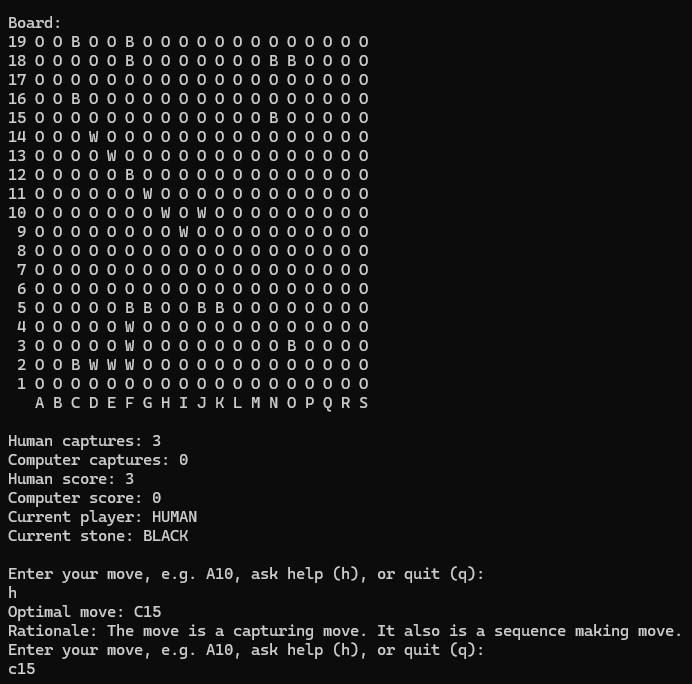 Board:
19 O O B O O B O O O O O O O O O O O O O
18 O O O O O B O O O O O O O B B O O O O
17 O O O O O O O O O O O O O O O O O O O
16 O O B O O O O O O O O O O O O O O O O
15 O O O O O O O O O O O O O B O O O O O
14 O O O W O O O O O O O O O O O O O O O
13 O O O O W O O O O O O O O O O O O O O
12 O O O O O B O O O O O O O O O O O O O
11 O O O O O O W O O O O O O O O O O O O
10 O O O O O O O W O W O O O O O O O O O
9 O O O O O O O O W O O O O O O O O O O
8 O O O O O O O O O O O O O O O O O O O
7 O O O O O O O O O O O O O O O O O O O
6 O O O O O O O O O O O O O O O O O O O
5 O O O O O B B O O B B O O O O O O O O
4 O O O O O W O O O O O O O O O O O O O
3 O O O O O W O O O O O O O O B O O O O
2 O O B W W W O O O O O O O O O O O O O
1 O O O O O O O O O O O O O O O O O O O
A B C D E F G H I J K L M N O P Q R S
Human captures: 3
Computer captures: 0
Human score: 3
Computer score: 0
Current player: HUMAN
Current stone: BLACK
Enter your move, e.g. A10, ask help (h), or quit (q):
h
Optimal move: C15
Rationale: The move is a capturing move. It also is a sequence making move.
Enter your move, e.g. A10, ask help (h), or quit (q):
c15